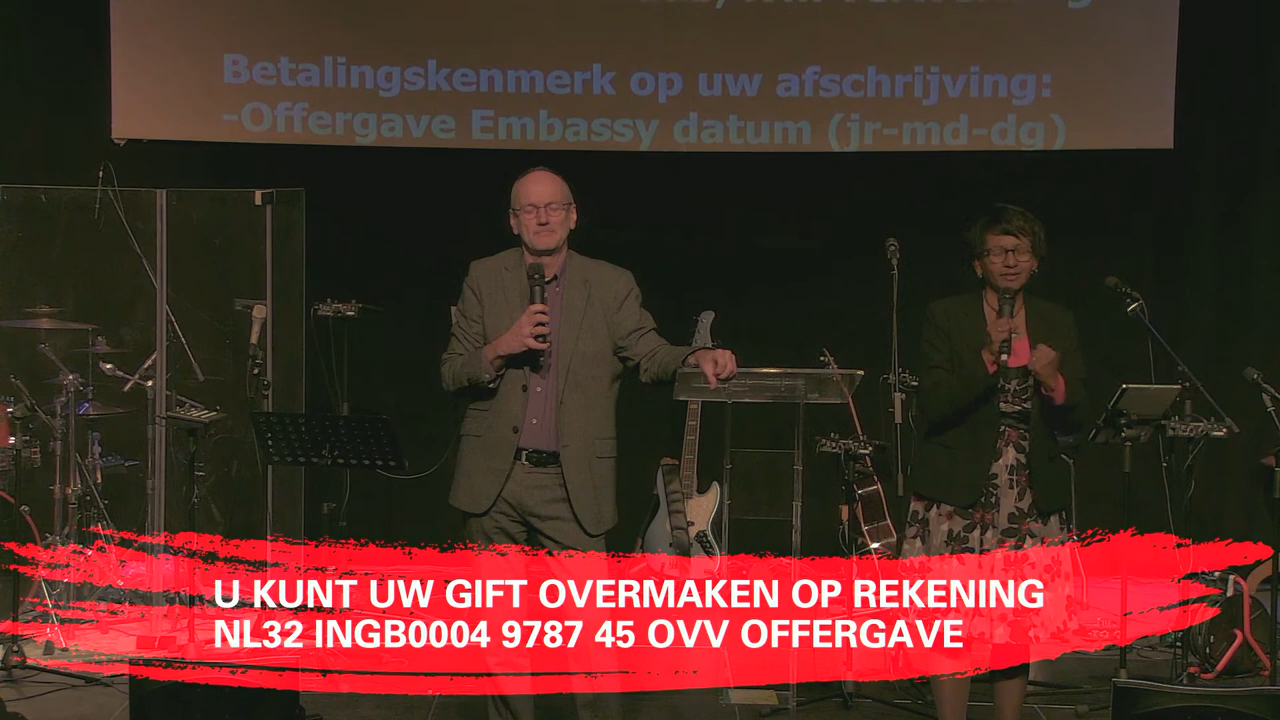 Betalingskenmerk op uw afschrijving:
-Offergave Embassy datum (jr-md-dg)
U KUNT UW GIFT OVERMAKEN OP REKENING
NL32 INGB0004 9787 45 OVV OFFERGAVE